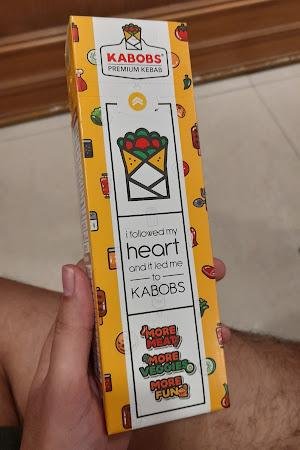 KABOBS
PREMIUM KEBAB
i followed my
heart
and it led me
to
KABOBS
MORE
MEAT
MORE
VEGGIES
MORE
FUN